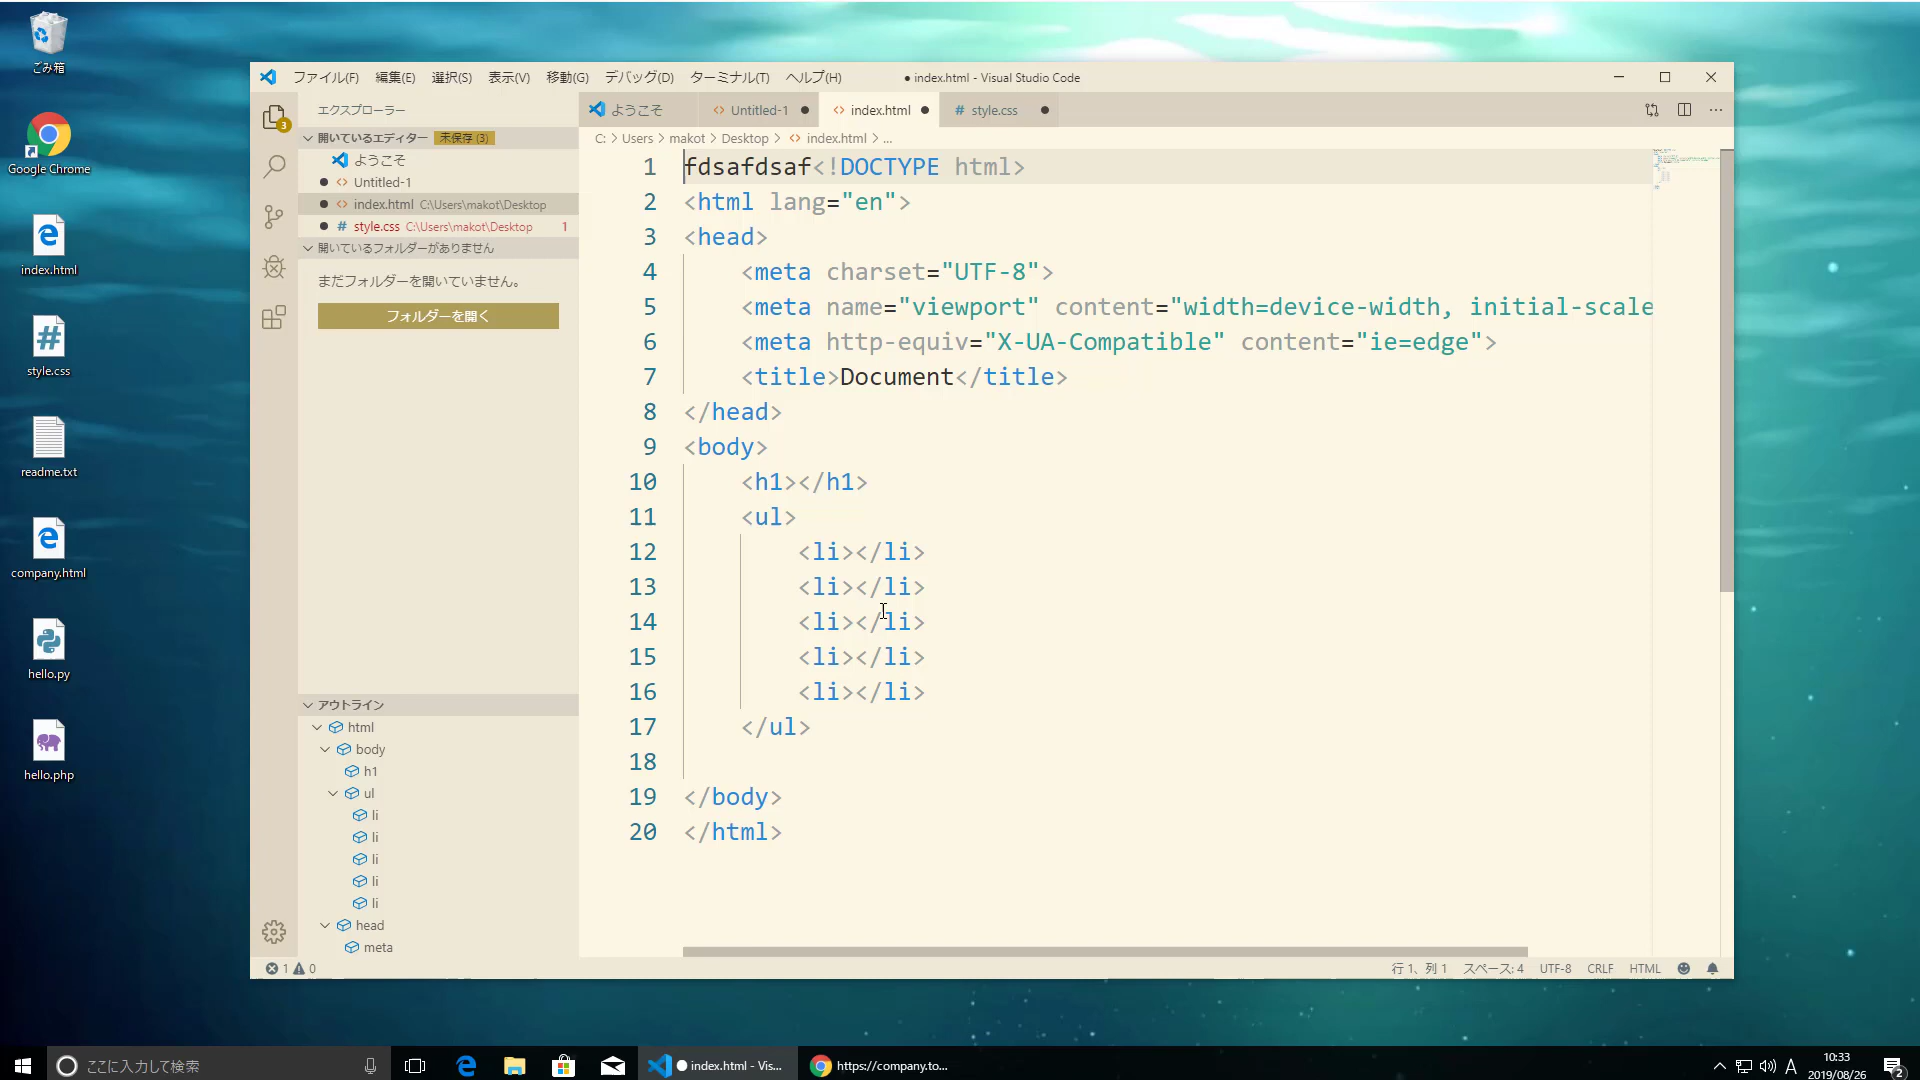 ごみ箱
Google Chrome
index.html
style.css
readme.txt
company.html
hello.py
hello.php
ファイル(F) 編集(E) 選択(S) 表示(V) 移動(G) デバッグ(D) ターミナル(T) ヘルプ(H) ● index.html - Visual Studio Code
エクスプローラー
3
開いているエディター 未保存 (3)
ようこそ
Untitled-1
index.html C:\Users\makot\Desktop
style.css C:\Users\makot\Desktop 1
開いているフォルダーがありません
まだフォルダーを開いていません。
フォルダーを開く
アウトライン
html
body
h1
ul
li
li
li
li
li
head
meta
ようこそ Untitled-1 ● index.html ● # style.css ●
C: > Users > makot > Desktop > index.html > ...
1 fdsafdsaf<!DOCTYPE html>
2 <html lang="en">
3 <head>
4 <meta charset="UTF-8">
5 <meta name="viewport" content="width=device-width, initial-scale
6 <meta http-equiv="X-UA-Compatible" content="ie=edge">
7 <title>Document</title>
8 </head>
9 <body>
10 <h1></h1>
11 <ul>
12 <li></li>
13 <li></li>
14 <li></li>
15 <li></li>
16 <li></li>
17 </ul>
18
19 </body>
20 </html>
1 0 行 1、列 1 スペース: 4 UTF-8 CRLF HTML
ここに入力して検索 ● index.html - Vis... https://company.to... A 10:33
2019/08/26 2